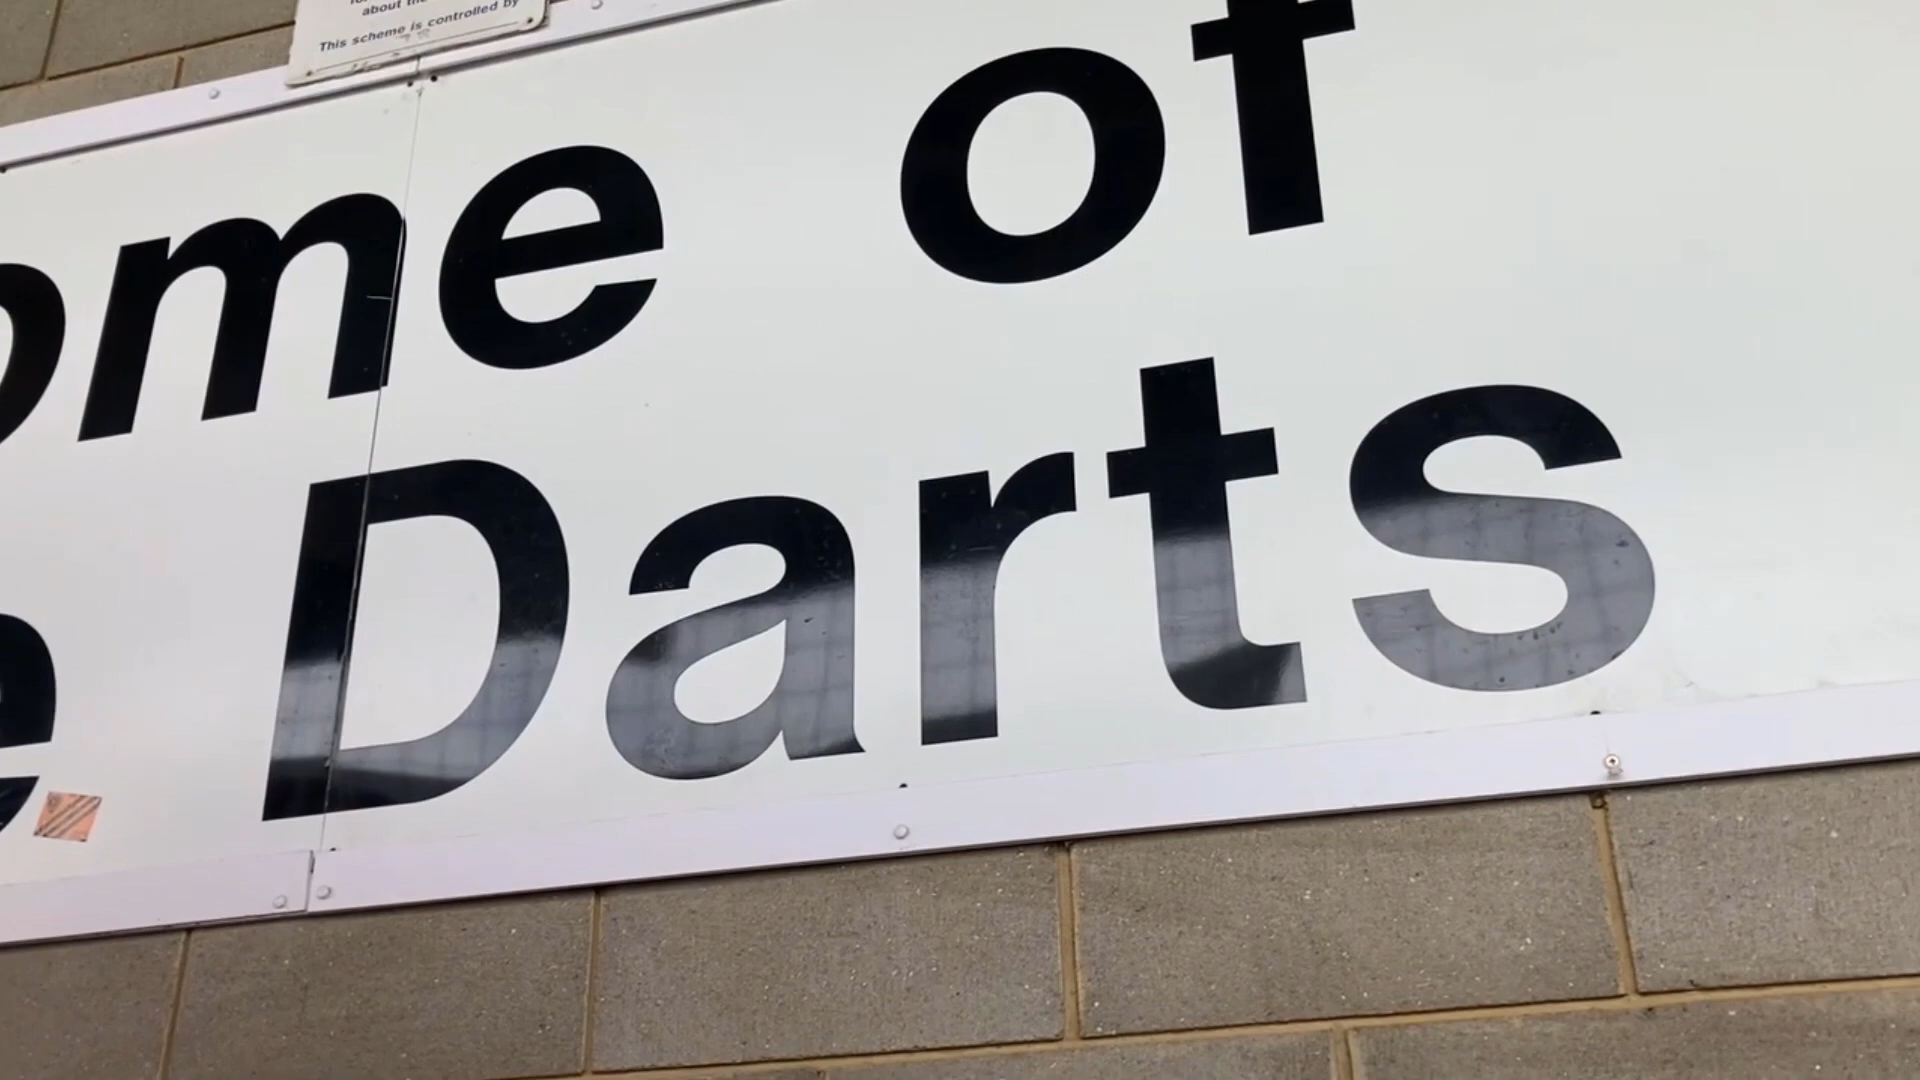 about the
This scheme is controlled by
ome of
e Darts